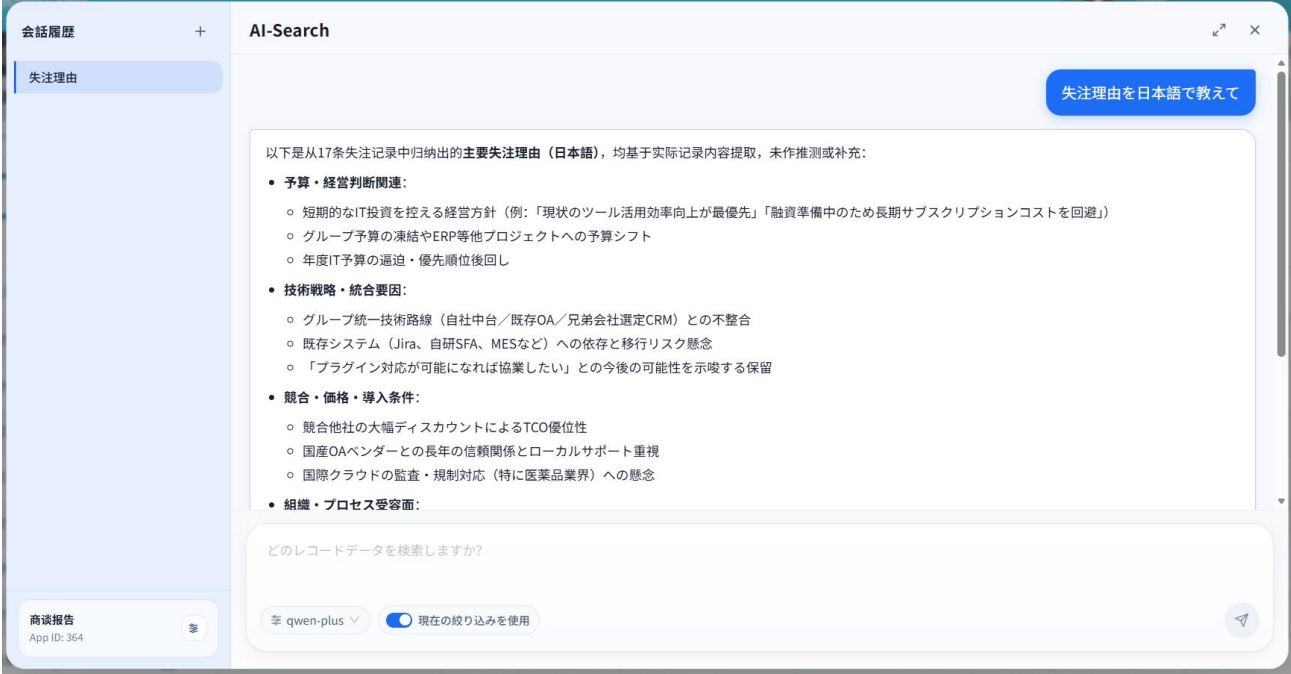 会話履歴
+
失注理由
商谈报告
App ID: 364
AI-Search
失注理由を日本語で教えて
以下是从17条失注记录中归纳出的主要失注理由（日本語），均基于实际记录内容提取，未作推测或补充：
• 予算・経営判断関連：
○ 短期的なIT投資を控える経営方針（例：「現状のツール活用効率向上が最優先」「融資準備中のため長期サブスクリプションコストを回避」）
○ グループ予算の凍結やERP等他プロジェクトへの予算シフト
○ 年度IT予算の逼迫・優先順位後回し
• 技術戦略・統合要因：
○ グループ統一技術路線（自社中台／既存OA／兄弟会社選定CRM）との不整合
○ 既存システム（Jira、自研SFA、MESなど）への依存と移行リスク懸念
○ 「プラグイン対応が可能になれば協業したい」との今後の可能性を示唆する保留
• 競合・価格・導入条件：
○ 競合他社の大幅ディスカウントによるTCO優位性
○ 国産OAベンダーとの長年の信頼関係とローカルサポート重視
○ 国際クラウドの監査・規制対応（特に医薬品業界）への懸念
• 組織・プロセス受容面：
どのレコードデータを検索しますか？
qwen-plus
現在の絞り込みを使用